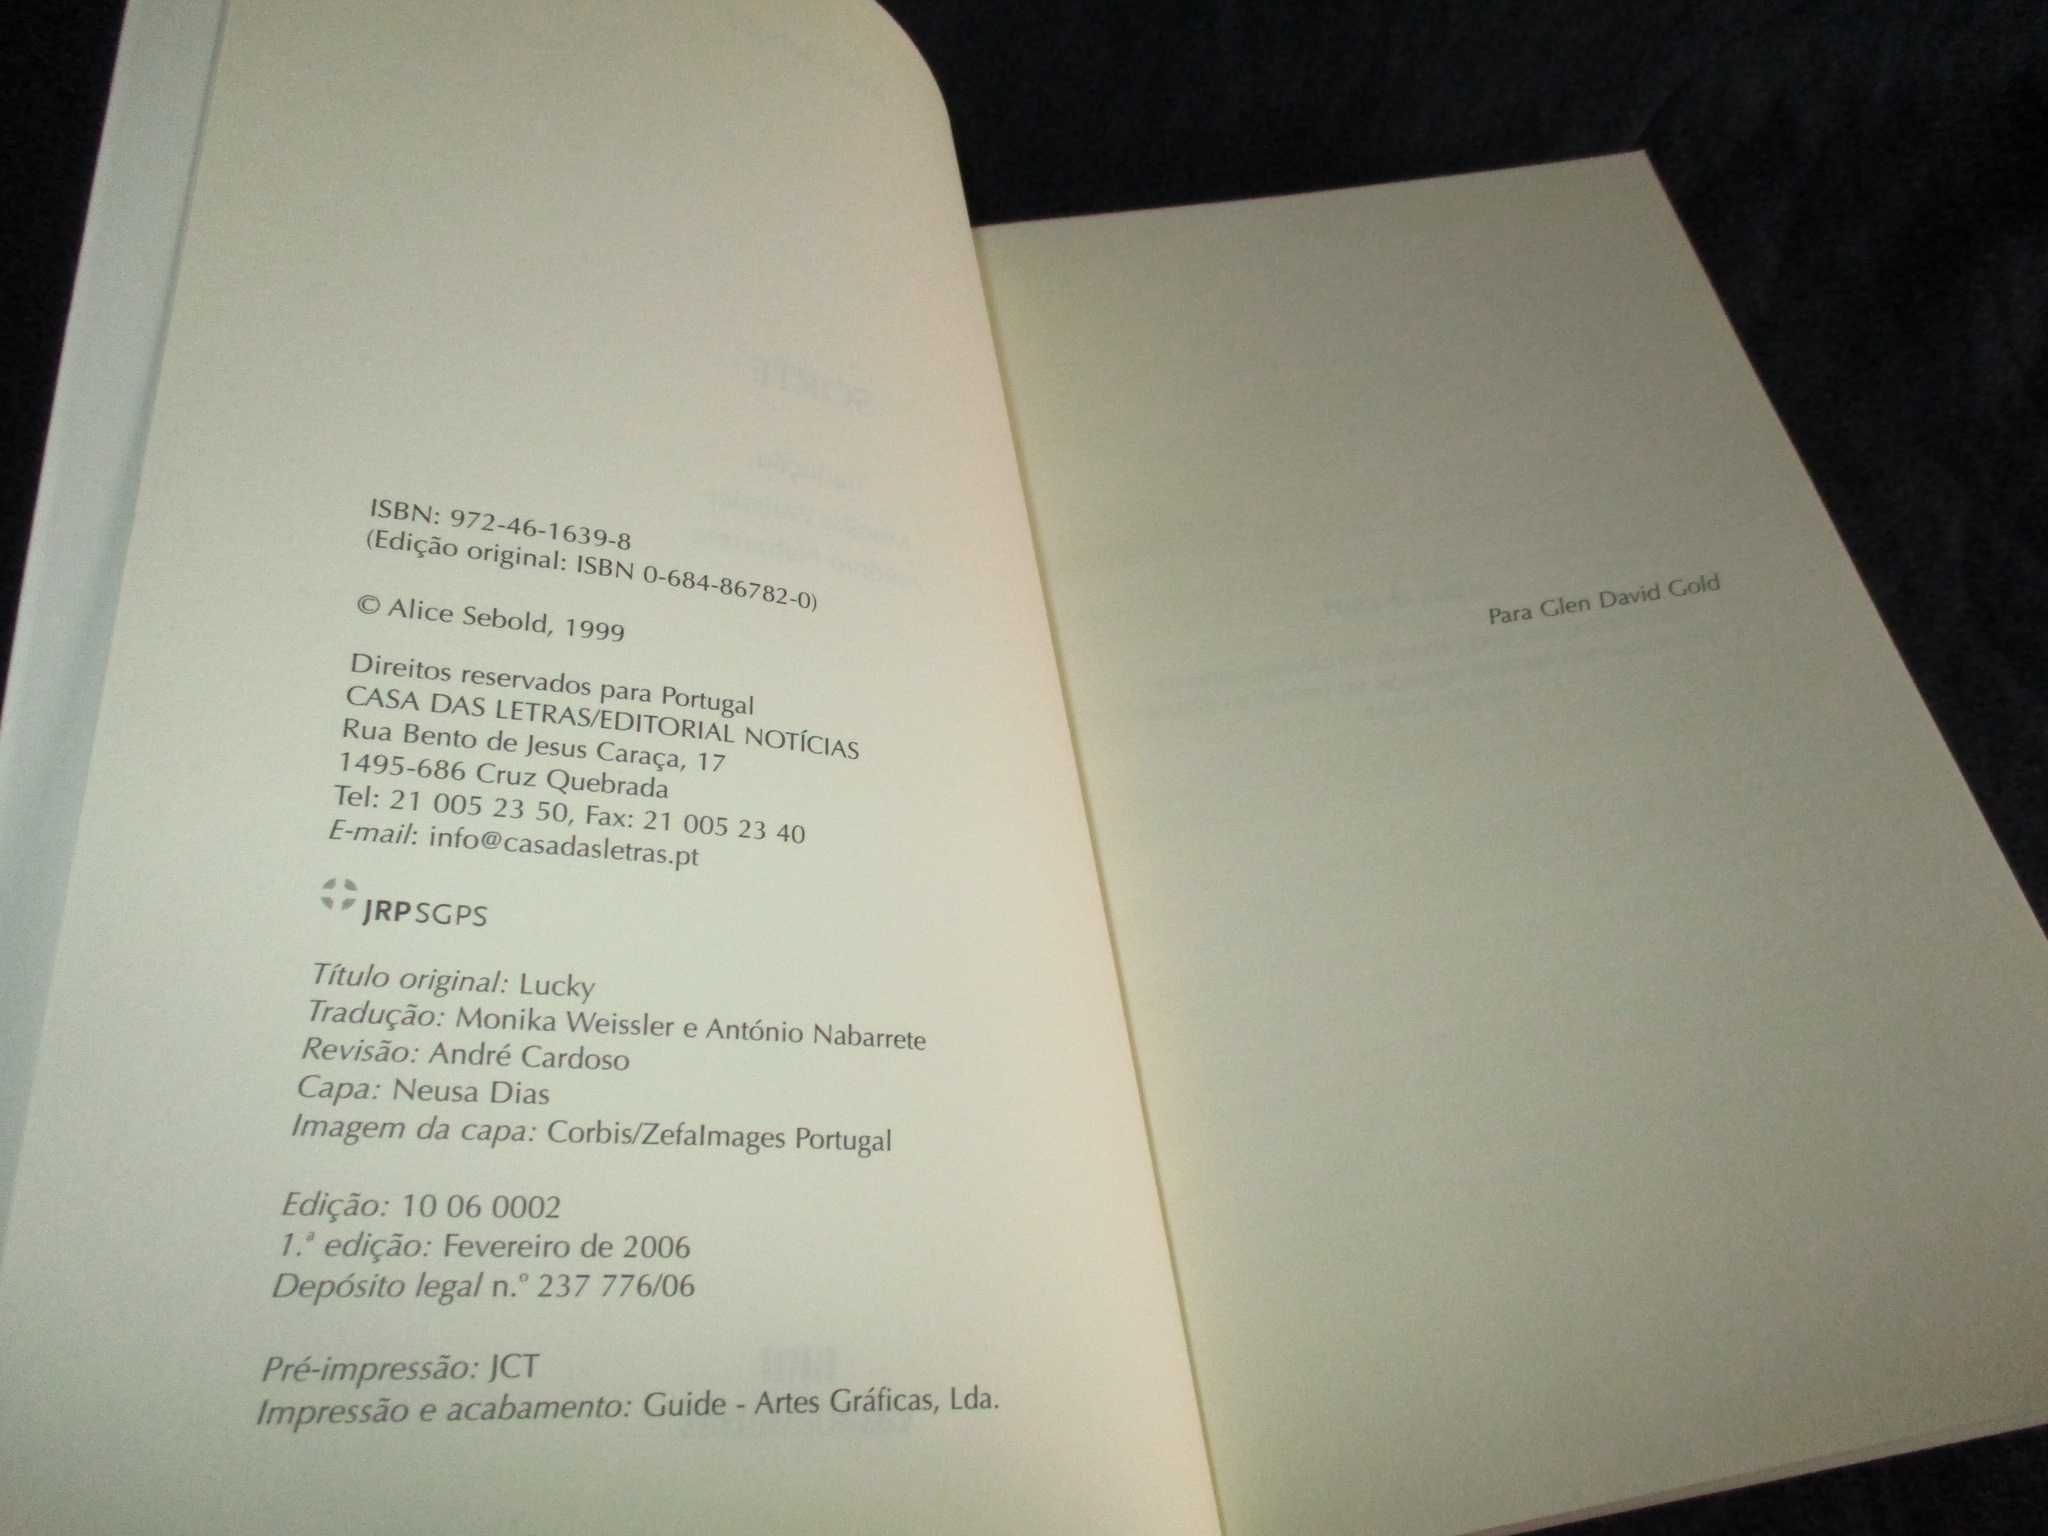 ISBN: 972-46-1639-8
(Edição original: ISBN 0-684-86782-0)
© Alice Sebold, 1999
Direitos reservados para Portugal
CASA DAS LETRAS/EDITORIAL NOTÍCIAS
Rua Bento de Jesus Caraça, 17
1495-686 Cruz Quebrada
Tel: 21 005 23 50, Fax: 21 005 23 40
E-mail: info@casadasletras.pt
JRPSGPS
Título original: Lucky
Tradução: Monika Weissler e António Nabarrete
Revisão: André Cardoso
Capa: Neusa Dias
Imagem da capa: Corbis/ZefaImages Portugal
Edição: 10 06 0002
1.ª edição: Fevereiro de 2006
Depósito legal n.º 237 776/06
Pré-impressão: JCT
Impressão e acabamento: Guide - Artes Gráficas, Lda.
Para Glen David Gold